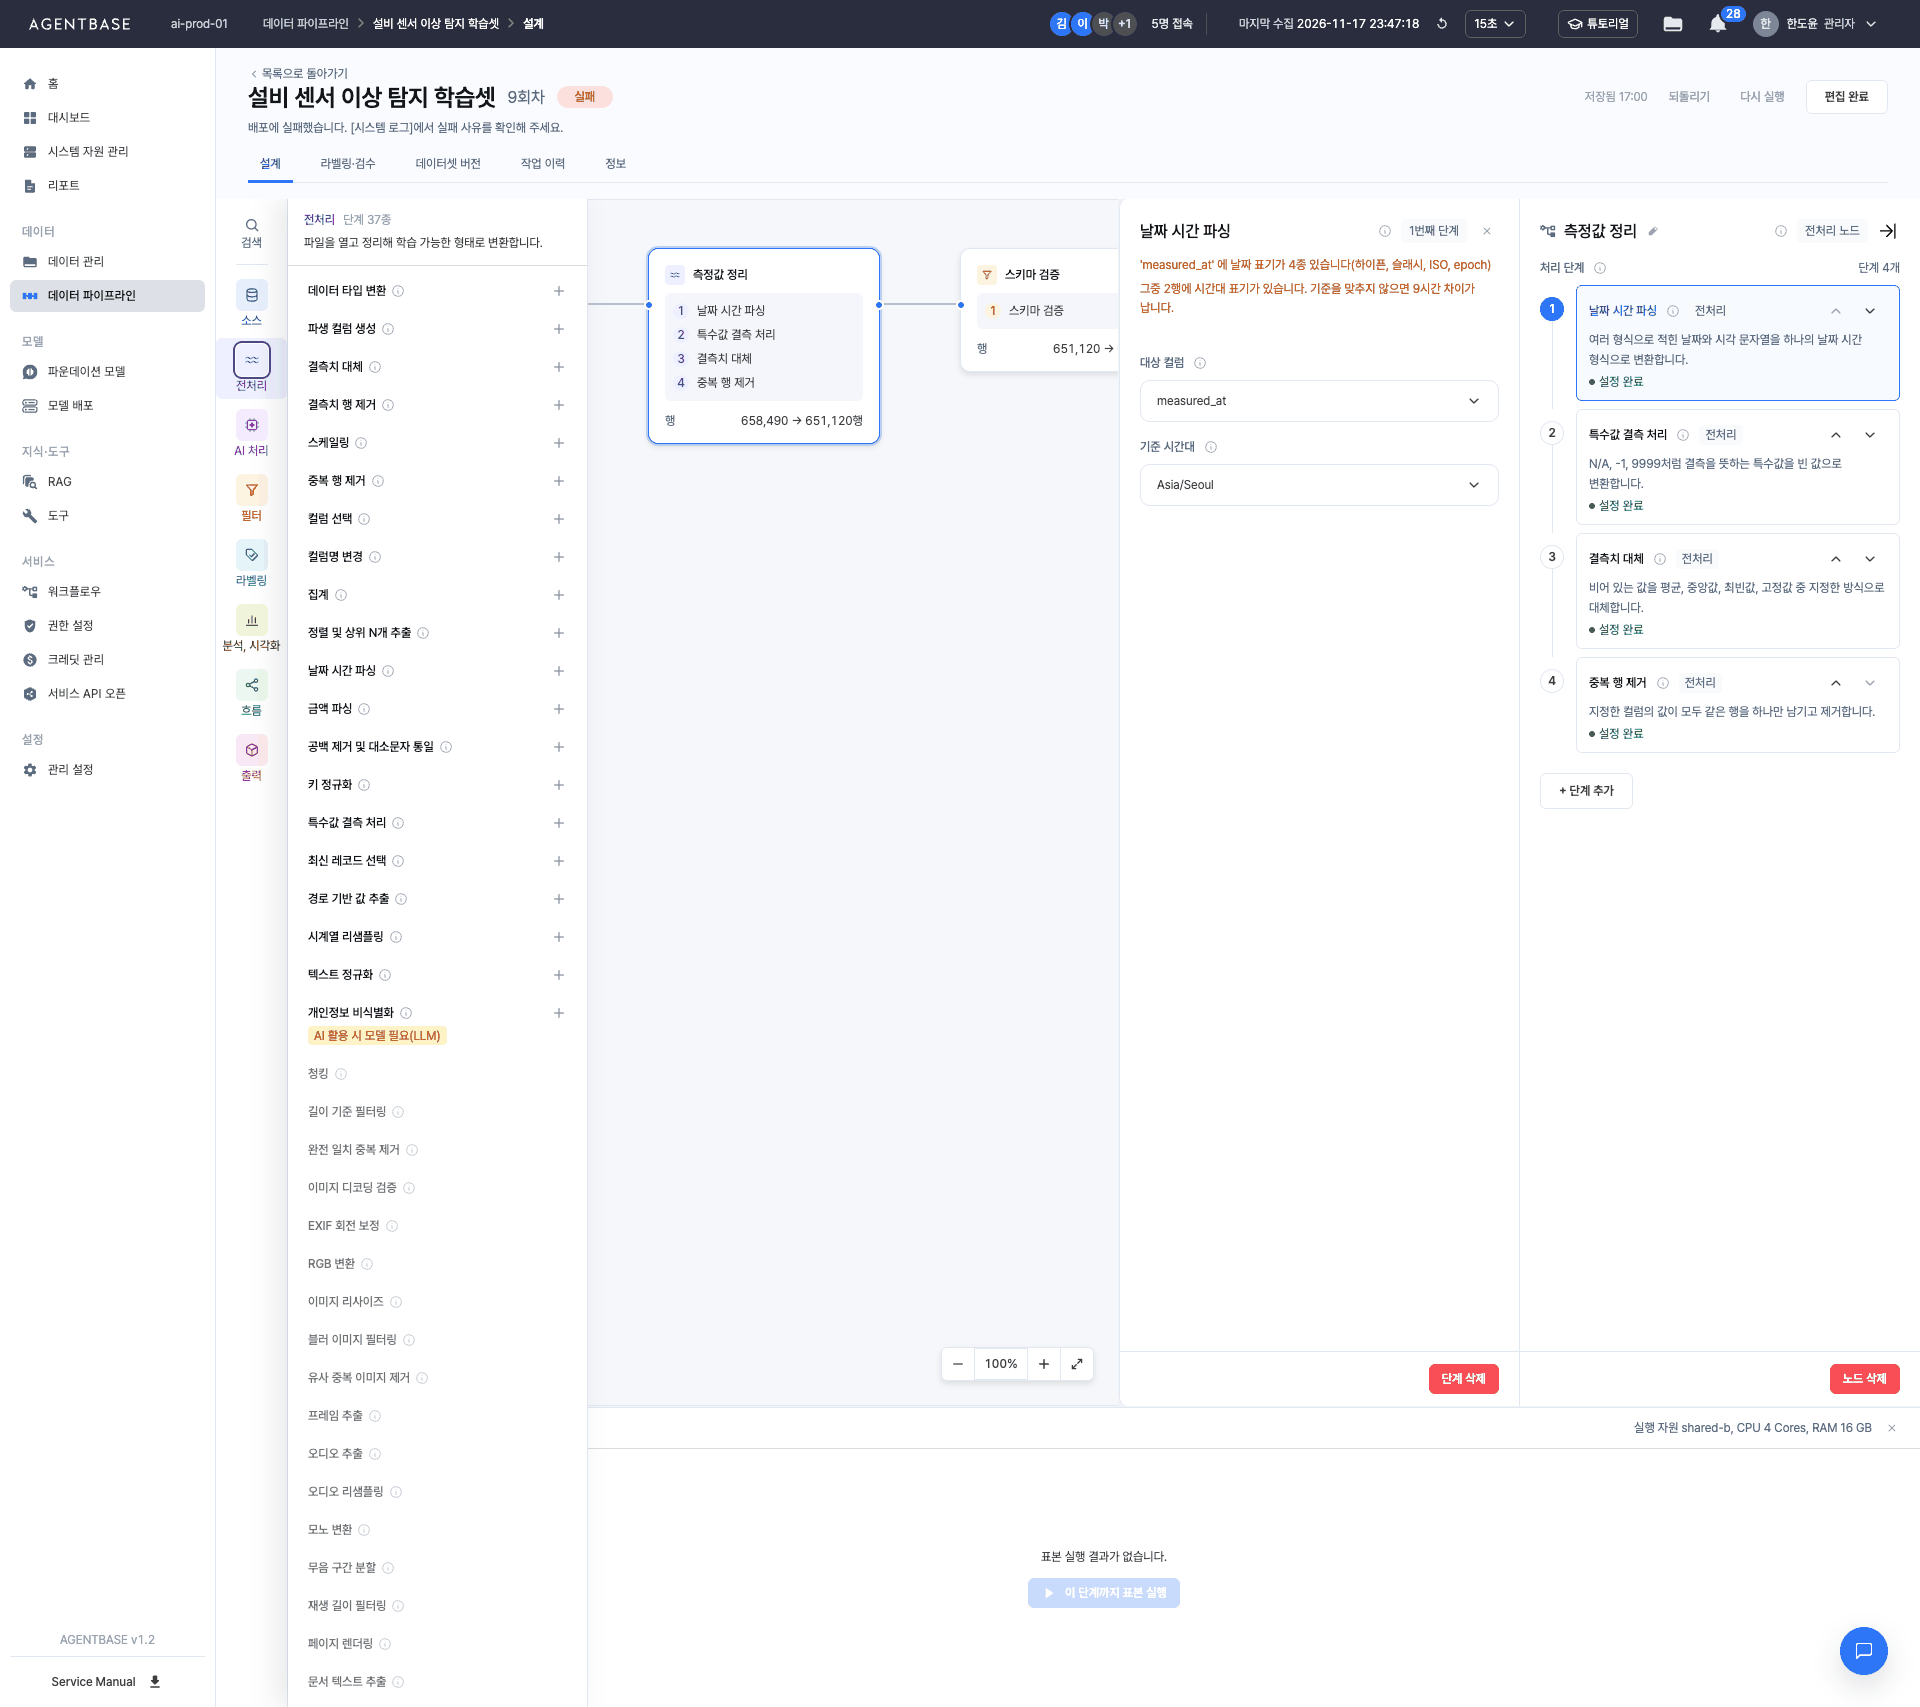 AGENTBASE
ai-prod-01
데이터 파이프라인 > 설비 센서 이상 탐지 학습셋 > 설계
김 이 박 +1 5명 접속
마지막 수집 2026-11-17 23:47:18
15초
튜토리얼
28
한 한도윤 관리자
홈
대시보드
시스템 자원 관리
리포트
데이터
데이터 관리
데이터 파이프라인
모델
파운데이션 모델
모델 배포
지식·도구
RAG
도구
서비스
워크플로우
권한 설정
크레딧 관리
서비스 API 오픈
설정
관리 설정
AGENTBASE v1.2
Service Manual
목록으로 돌아가기
설비 센서 이상 탐지 학습셋 9회차 실패
배포에 실패했습니다. [시스템 로그]에서 실패 사유를 확인해 주세요.
저장됨 17:00 되돌리기 다시 실행 편집 완료
설계 라벨링·검수 데이터셋 버전 작업 이력 정보
검색
소스
전처리
AI 처리
필터
라벨링
분석, 시각화
흐름
출력
전처리 단계 37종
파일을 열고 정리해 학습 가능한 형태로 변환합니다.
데이터 타입 변환
파생 컬럼 생성
결측치 대체
결측치 행 제거
스케일링
중복 행 제거
컬럼 선택
컬럼명 변경
집계
정렬 및 상위 N개 추출
날짜 시간 파싱
금액 파싱
공백 제거 및 대소문자 통일
키 정규화
특수값 결측 처리
최신 레코드 선택
경로 기반 값 추출
시계열 리샘플링
텍스트 정규화
개인정보 비식별화
AI 활용 시 모델 필요(LLM)
청킹
길이 기준 필터링
완전 일치 중복 제거
이미지 디코딩 검증
EXIF 회전 보정
RGB 변환
이미지 리사이즈
블러 이미지 필터링
유사 중복 이미지 제거
프레임 추출
오디오 추출
오디오 리샘플링
모노 변환
무음 구간 분할
재생 길이 필터링
페이지 렌더링
문서 텍스트 추출
측정값 정리
1 날짜 시간 파싱
2 특수값 결측 처리
3 결측치 대체
4 중복 행 제거
행 658,490 → 651,120행
스키마 검증
1 스키마 검증
행 651,120 →
100%
날짜 시간 파싱 1번째 단계
'measured_at' 에 날짜 표기가 4종 있습니다(하이픈, 슬래시, ISO, epoch)
그중 2행에 시간대 표기가 있습니다. 기준을 맞추지 않으면 9시간 차이가
납니다.
대상 컬럼
measured_at
기준 시간대
Asia/Seoul
단계 삭제
측정값 정리 전처리 노드
처리 단계 단계 4개
1 날짜 시간 파싱 전처리
여러 형식으로 적힌 날짜와 시각 문자열을 하나의 날짜 시간
형식으로 변환합니다.
설정 완료
2 특수값 결측 처리 전처리
N/A, -1, 9999처럼 결측을 뜻하는 특수값을 빈 값으로
변환합니다.
설정 완료
3 결측치 대체 전처리
비어 있는 값을 평균, 중앙값, 최빈값, 고정값 중 지정한 방식으로
대체합니다.
설정 완료
4 중복 행 제거 전처리
지정한 컬럼의 값이 모두 같은 행을 하나만 남기고 제거합니다.
설정 완료
+ 단계 추가
노드 삭제
실행 자원 shared-b, CPU 4 Cores, RAM 16 GB
표본 실행 결과가 없습니다.
이 단계까지 표본 실행